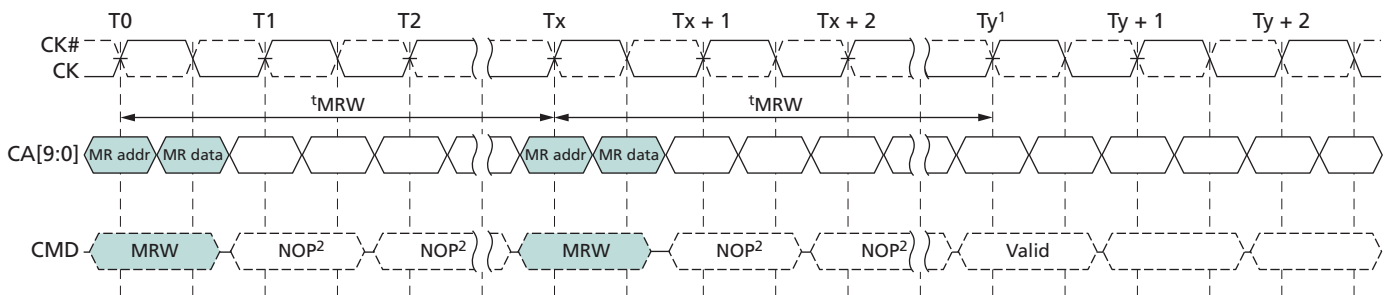 T0 T1 T2 Tx Tx + 1 Tx + 2 Ty¹ Ty + 1 Ty + 2
CK#
CK
ᵗMRW ᵗMRW
CA[9:0] MR addr MR data MR addr MR data
CMD MRW NOP² NOP² MRW NOP² NOP² Valid